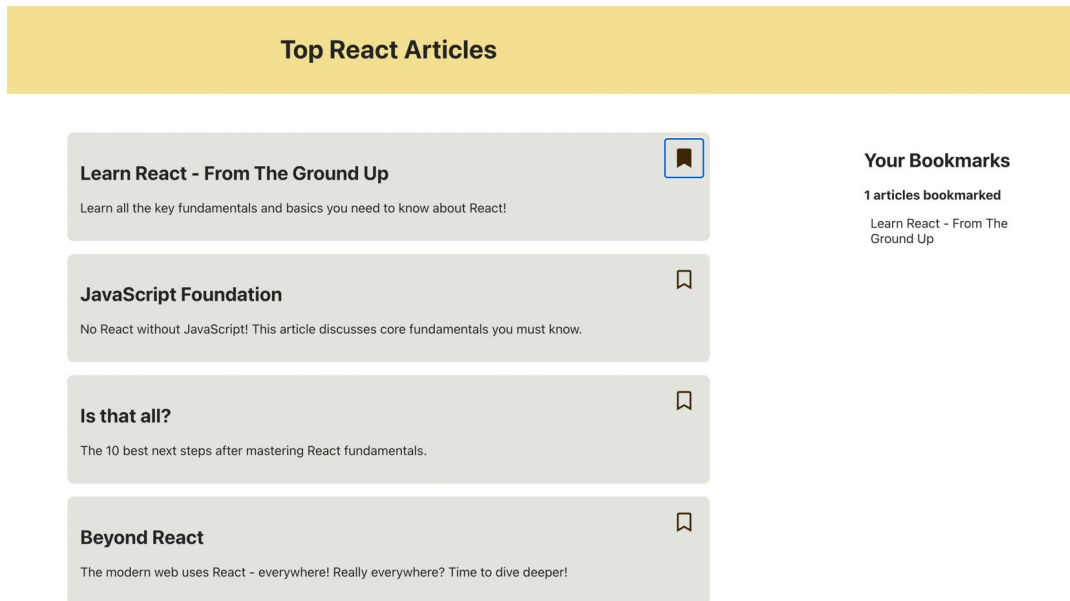 Top React Articles
Learn React - From The Ground Up
Learn all the key fundamentals and basics you need to know about React!
JavaScript Foundation
No React without JavaScript! This article discusses core fundamentals you must know.
Is that all?
The 10 best next steps after mastering React fundamentals.
Beyond React
The modern web uses React - everywhere! Really everywhere? Time to dive deeper!
Your Bookmarks
1 articles bookmarked
Learn React - From The
Ground Up